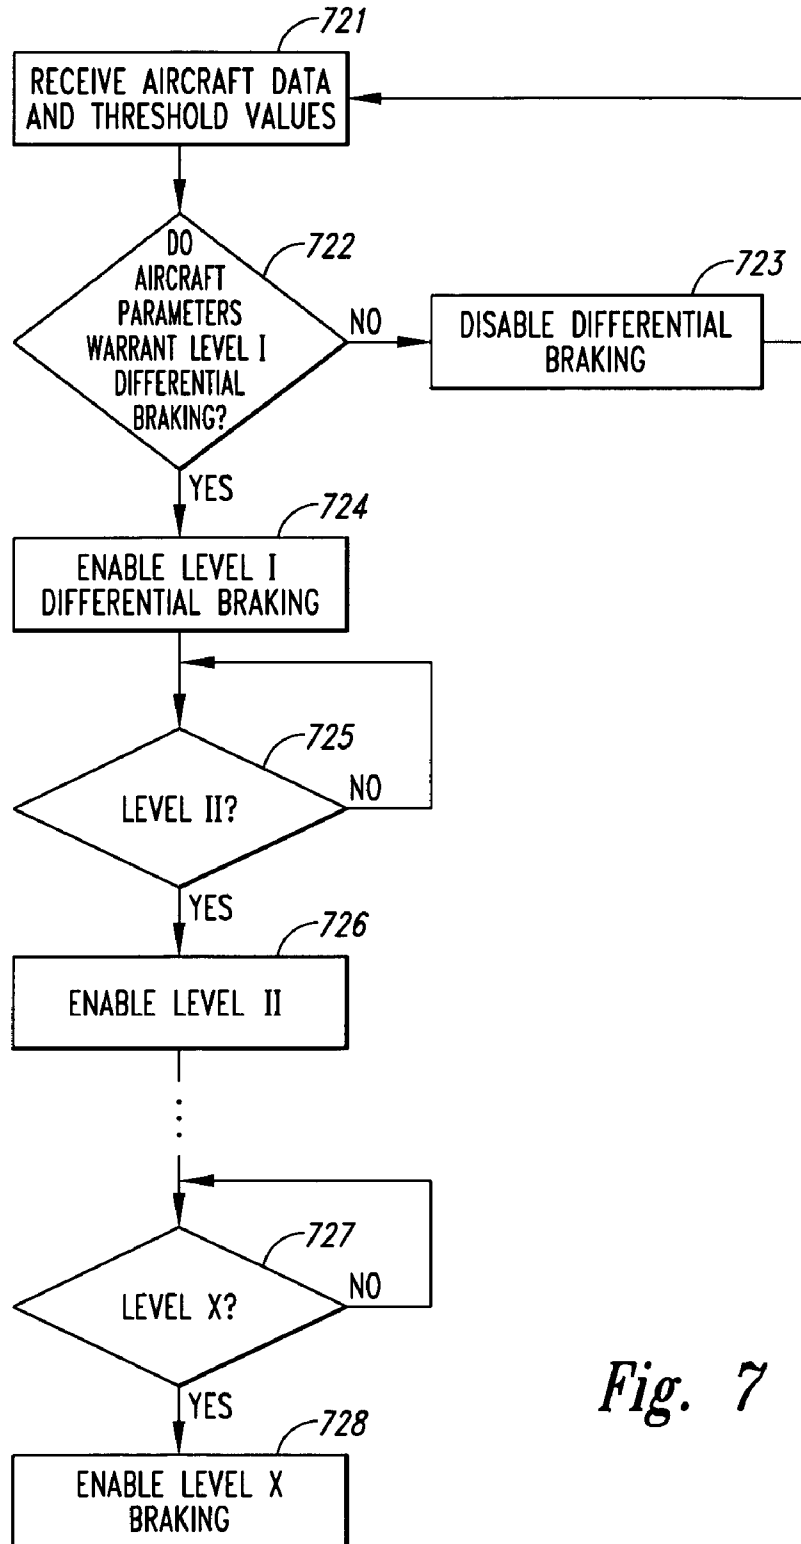 721
RECEIVE AIRCRAFT DATA
AND THRESHOLD VALUES
722
DO
AIRCRAFT
PARAMETERS
WARRANT LEVEL I
DIFFERENTIAL
BRAKING?
NO
723
DISABLE DIFFERENTIAL
BRAKING
YES
724
ENABLE LEVEL I
DIFFERENTIAL BRAKING
725
LEVEL II?
NO
YES
726
ENABLE LEVEL II
727
LEVEL X?
NO
YES
728
ENABLE LEVEL X
BRAKING
Fig. 7